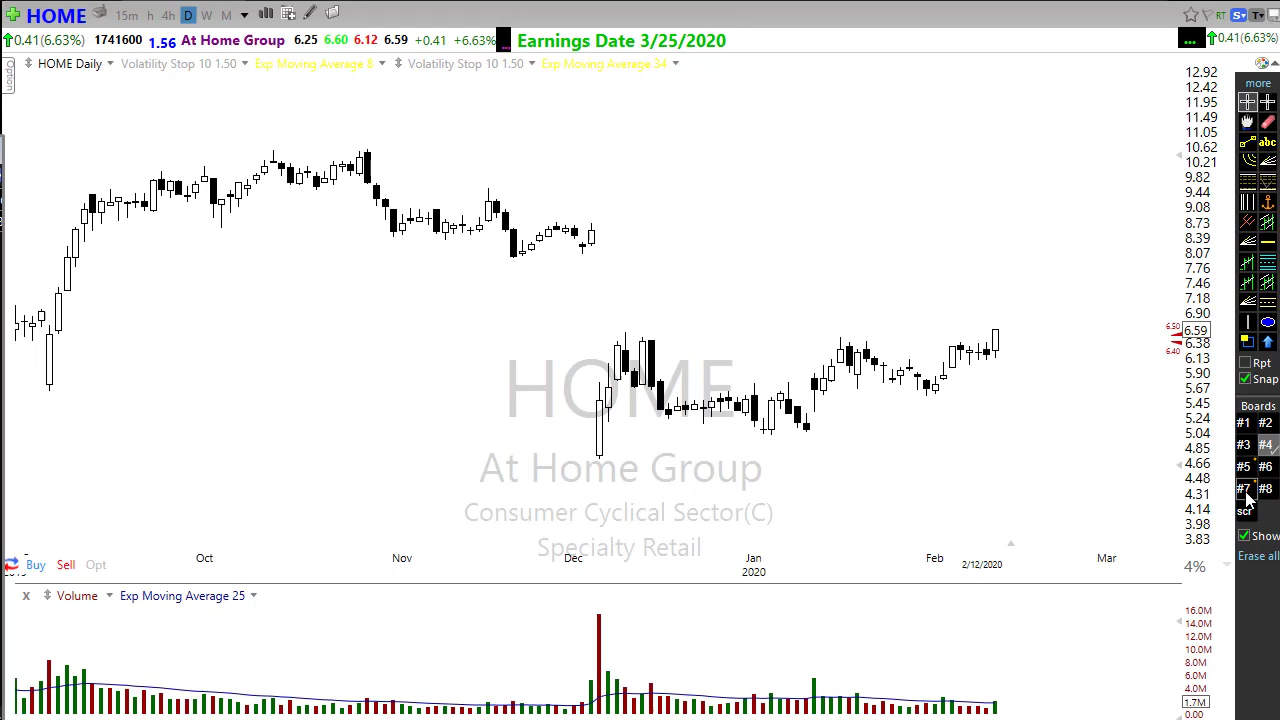 HOME 15m h 4h D W M RT S T
0.41(6.63%) 1741600 1.56 At Home Group 6.25 6.60 6.12 6.59 +0.41 +6.63% ... Earnings Date 3/25/2020 ... 0.41(6.63%)
Option
HOME Daily Volatility Stop 10 1.50 Exp Moving Average 8 Volatility Stop 10 1.50 Exp Moving Average 34
12.92
12.42
11.95
11.49
11.05
10.62
10.21
9.82
9.44
9.08
8.73
8.39
8.07
7.76
7.46
7.18
6.90
6.50
6.59
6.38
6.40
6.13
5.90
5.67
5.45
5.24
5.04
4.85
4.66
4.48
4.31
4.14
3.98
3.83
4%
more
abc
Rpt
Snap
Boards
#1 #2
#3 #4
#5 #6
#7 #8
scr
Show
Erase all
HOME
At Home Group
Consumer Cyclical Sector(C)
Specialty Retail
Oct Nov Dec Jan Feb Mar
2020 2/12/2020
Buy Sell Opt
x Volume Exp Moving Average 25
16.0M
14.0M
12.0M
10.0M
8.0M
6.0M
4.0M
1.7M
0.00